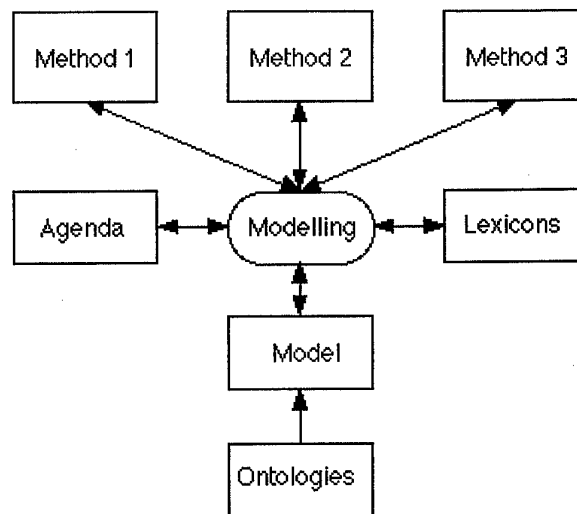 Method 1
Method 2
Method 3
Agenda
Modelling
Lexicons
Model
Ontologies